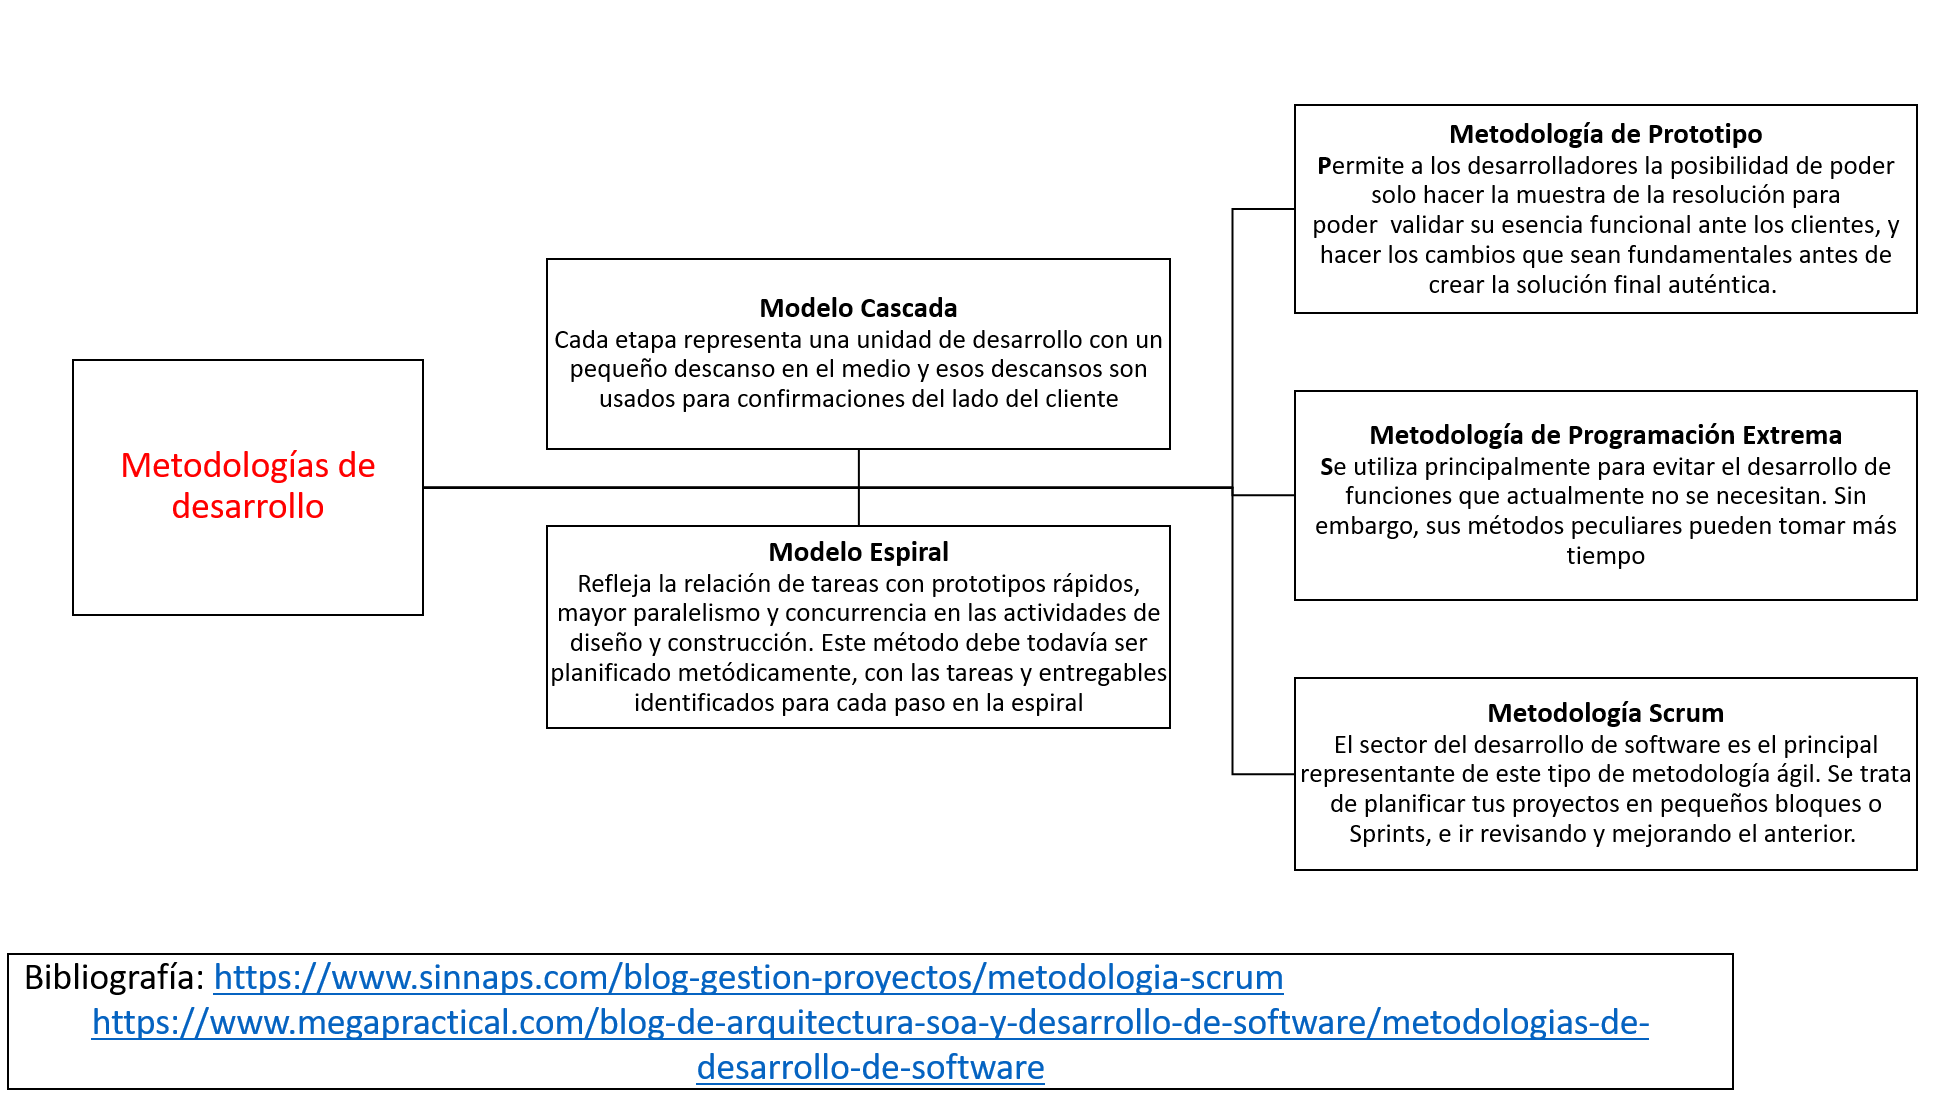 Metodologías de
desarrollo
Modelo Cascada
Cada etapa representa una unidad de desarrollo con un
pequeño descanso en el medio y esos descansos son
usados para confirmaciones del lado del cliente
Modelo Espiral
Refleja la relación de tareas con prototipos rápidos,
mayor paralelismo y concurrencia en las actividades de
diseño y construcción. Este método debe todavía ser
planificado metódicamente, con las tareas y entregables
identificados para cada paso en la espiral
Metodología de Prototipo
Permite a los desarrolladores la posibilidad de poder
solo hacer la muestra de la resolución para
poder  validar su esencia funcional ante los clientes, y
hacer los cambios que sean fundamentales antes de
crear la solución final auténtica.
Metodología de Programación Extrema
Se utiliza principalmente para evitar el desarrollo de
funciones que actualmente no se necesitan. Sin
embargo, sus métodos peculiares pueden tomar más
tiempo
Metodología Scrum
El sector del desarrollo de software es el principal
representante de este tipo de metodología ágil. Se trata
de planificar tus proyectos en pequeños bloques o
Sprints, e ir revisando y mejorando el anterior.
Bibliografía: https://www.sinnaps.com/blog-gestion-proyectos/metodologia-scrum
https://www.megapractical.com/blog-de-arquitectura-soa-y-desarrollo-de-software/metodologias-de-
desarrollo-de-software